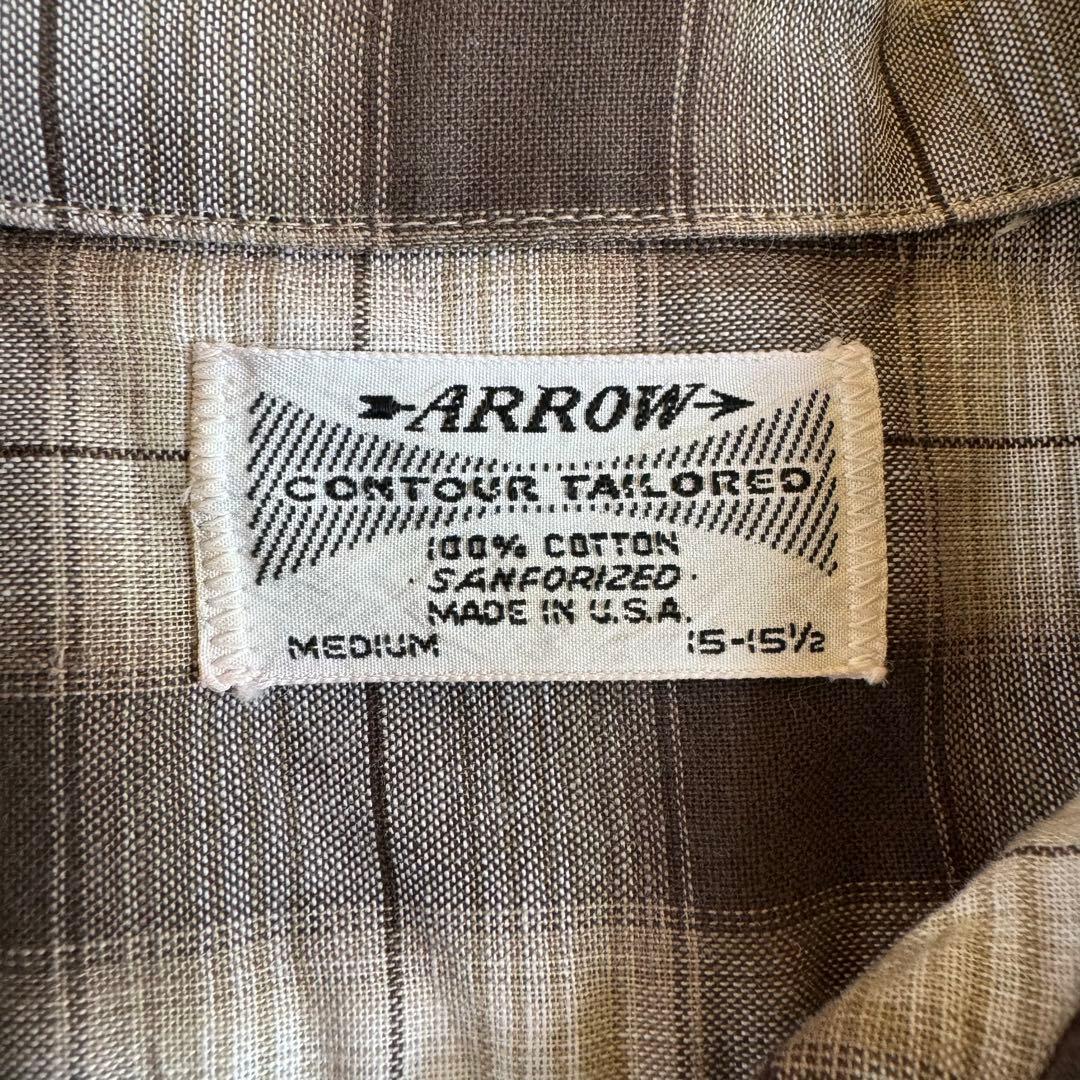 ARROW
CONTOUR TAILORED
100% COTTON
SANFORIZED
MADE IN U.S.A.
MEDIUM 15-15½